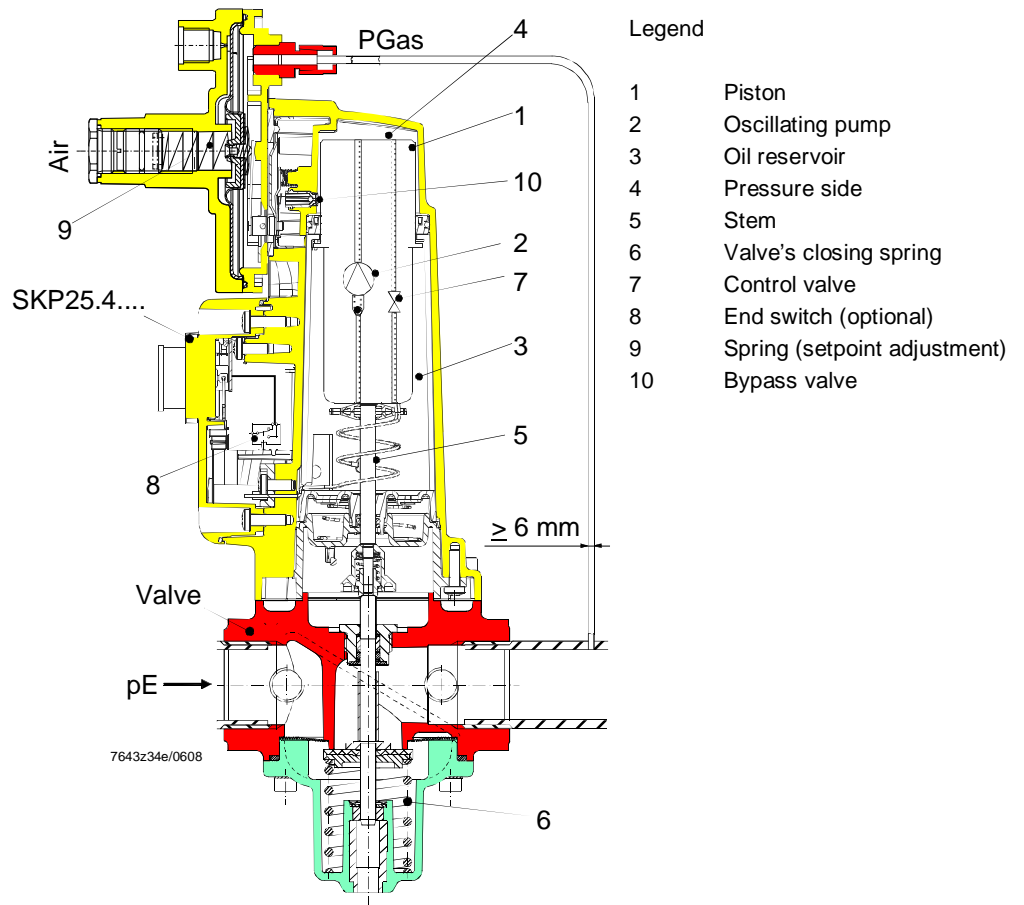 PGas
4
1
10
2
7
3
5
Air
9
SKP25.4....
8
≥ 6 mm
Valve
pE
7643z34e/0608
6
Legend
1 Piston
2 Oscillating pump
3 Oil reservoir
4 Pressure side
5 Stem
6 Valve's closing spring
7 Control valve
8 End switch (optional)
9 Spring (setpoint adjustment)
10 Bypass valve